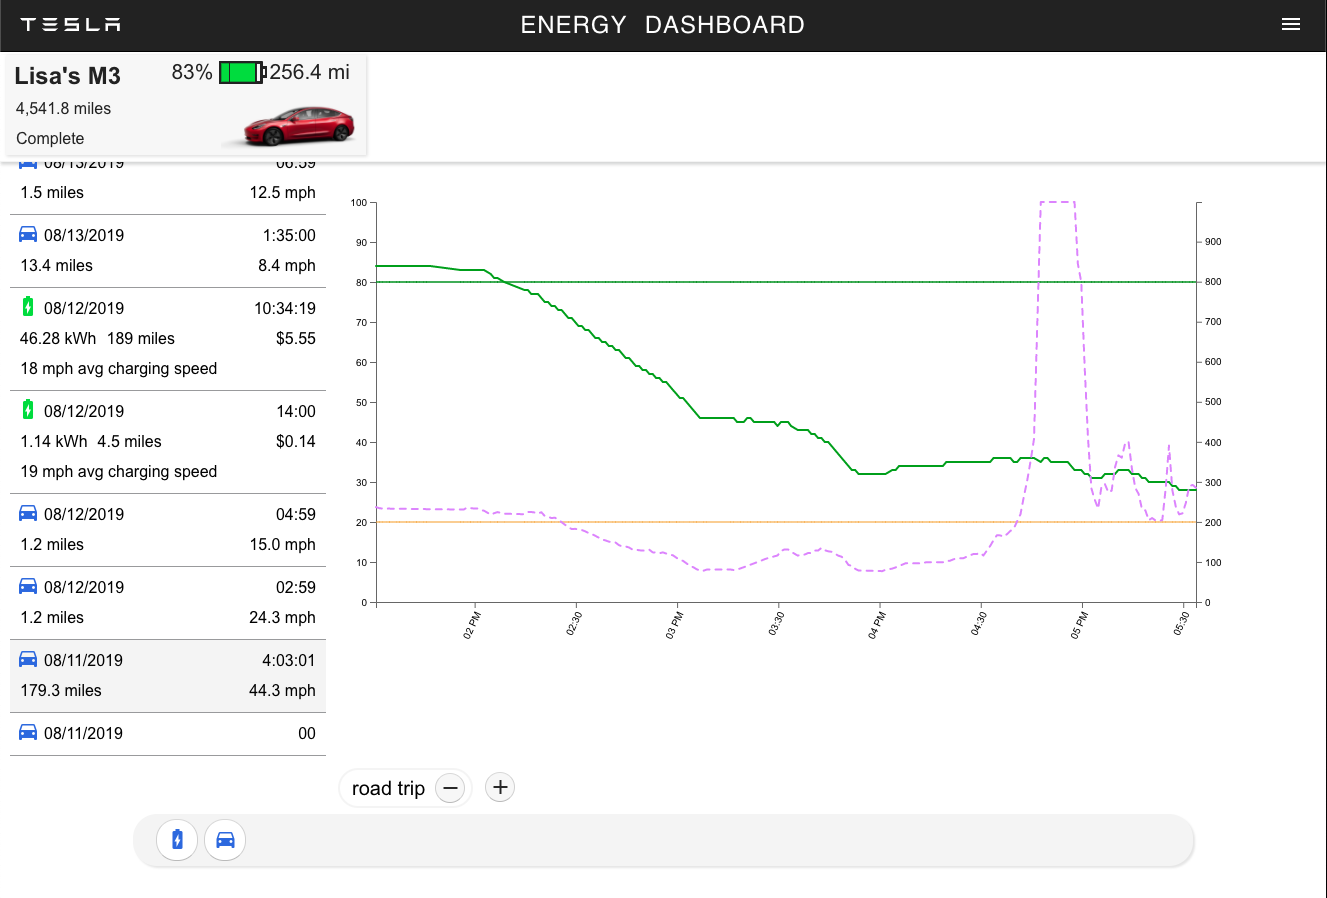 TESLA
ENERGY DASHBOARD
Lisa's M3
83% 256.4 mi
4,541.8 miles
Complete
08/13/2019 06:59
1.5 miles 12.5 mph
08/13/2019 1:35:00
13.4 miles 8.4 mph
08/12/2019 10:34:19
46.28 kWh 189 miles $5.55
18 mph avg charging speed
08/12/2019 14:00
1.14 kWh 4.5 miles $0.14
19 mph avg charging speed
08/12/2019 04:59
1.2 miles 15.0 mph
08/12/2019 02:59
1.2 miles 24.3 mph
08/11/2019 4:03:01
179.3 miles 44.3 mph
08/11/2019 00
100
90
80
70
60
50
40
30
20
10
0
900
800
700
600
500
400
300
200
100
0
02 PM
02:30
03 PM
03:30
04 PM
04:30
05 PM
05:30
road trip